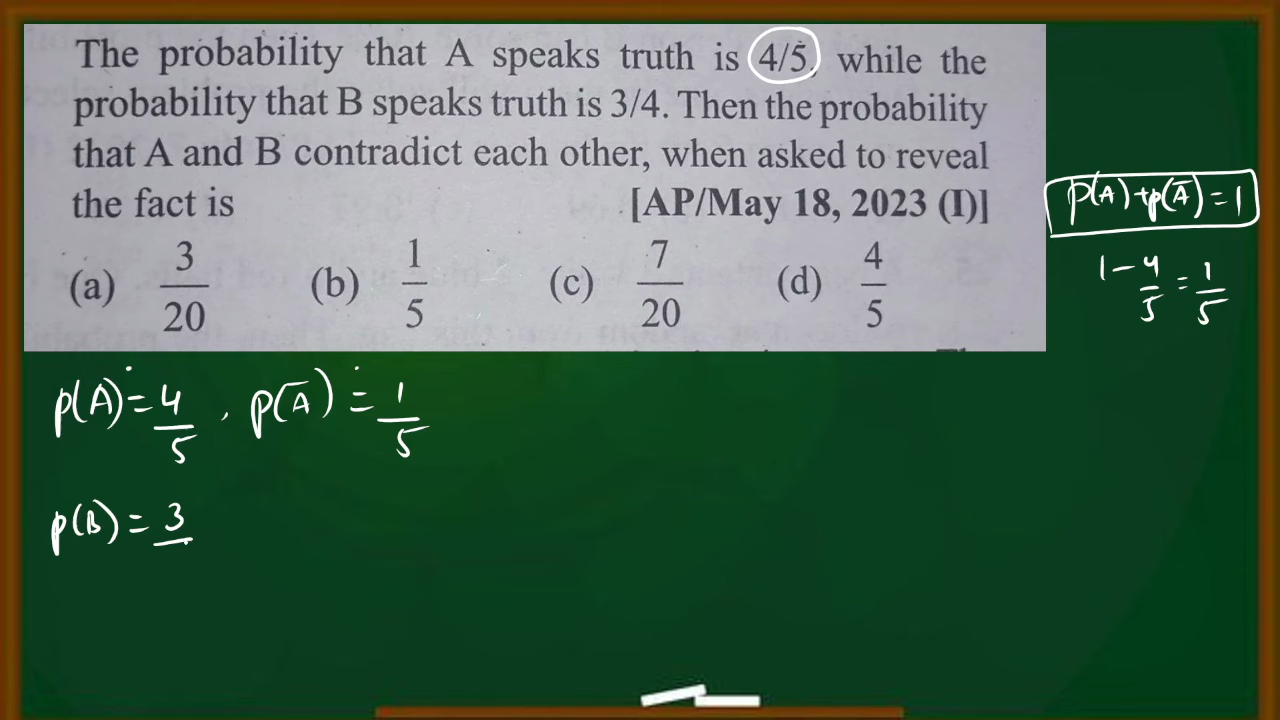 The probability that A speaks truth is 4/5, while the
probability that B speaks truth is 3/4. Then the probability
that A and B contradict each other, when asked to reveal
the fact is [AP/May 18, 2023 (I)]
(a) 3/20 (b) 1/5 (c) 7/20 (d) 4/5
p(A)+p(Ā)=1
1-4/5=1/5
p(A)=4/5, p(Ā)=1/5
p(B)=3